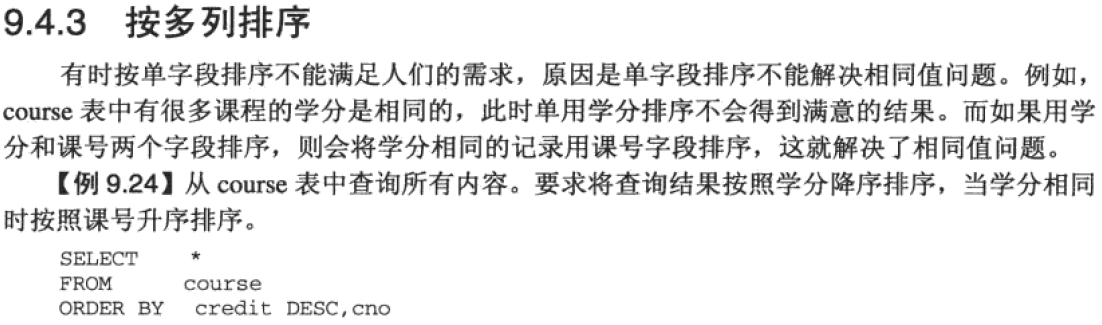 9.4.3 按多列排序
有时按单字段排序不能满足人们的需求，原因是单字段排序不能解决相同值问题。例如，
course 表中有很多课程的学分是相同的，此时单用学分排序不会得到满意的结果。而如果用学
分和课号两个字段排序，则会将学分相同的记录用课号字段排序，这就解决了相同值问题。
【例 9.24】从 course 表中查询所有内容。要求将查询结果按照学分降序排序，当学分相同
时按照课号升序排序。
SELECT *
FROM course
ORDER BY credit DESC,cno